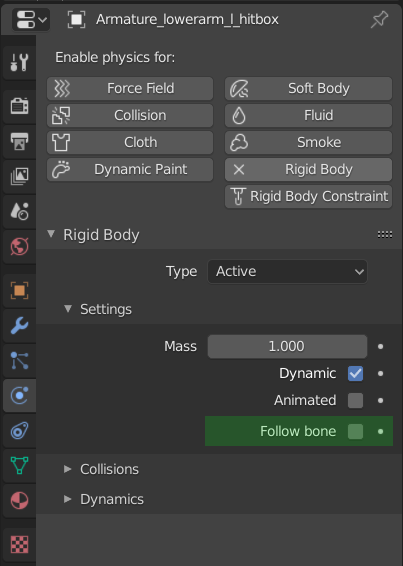 Armature_lowerarm_l_hitbox
Enable physics for:
Force Field
Soft Body
Collision
Fluid
Cloth
Smoke
Dynamic Paint
Rigid Body
Rigid Body Constraint
Rigid Body
Type Active
Settings
Mass 1.000
Dynamic
Animated
Follow bone
Collisions
Dynamics